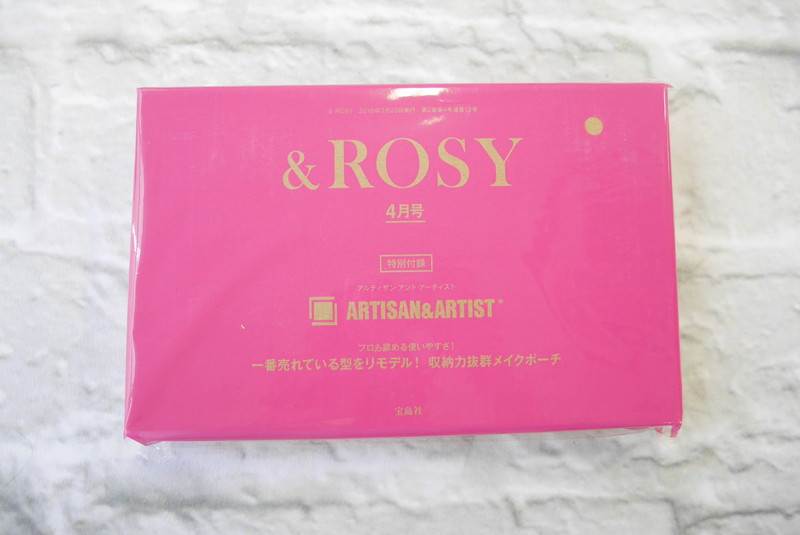 & ROSY
& ROSY
4月号
特別付録
アルティザン アンド アーティスト
ARTISAN&ARTIST®
プロも認める使いやすさ!
一番売れている型をリモデル! 収納力抜群メイクポーチ
宝島社